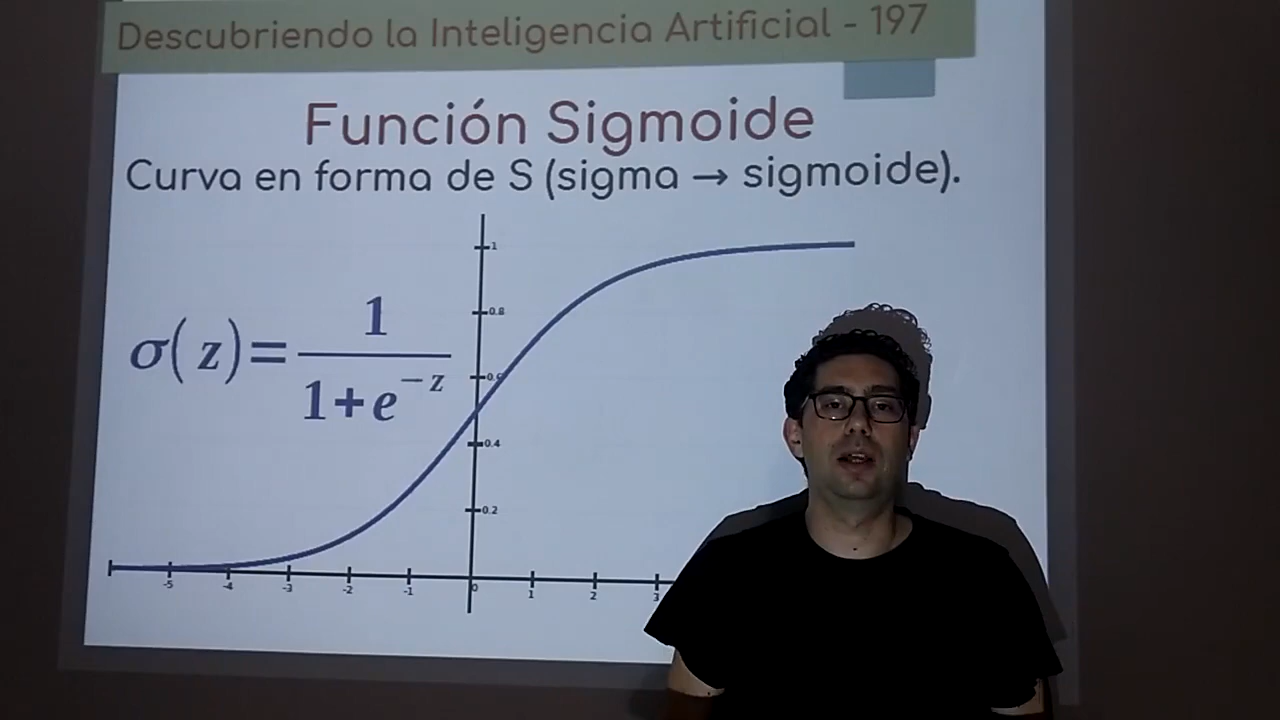 Descubriendo la Inteligencia Artificial - 197
Función Sigmoide
Curva en forma de S (sigma → sigmoide).
σ(z)=
1
1+e^−z
1
0.8
0.6
0.4
0.2
-5 -4 -3 -2 -1 0 1 2 3